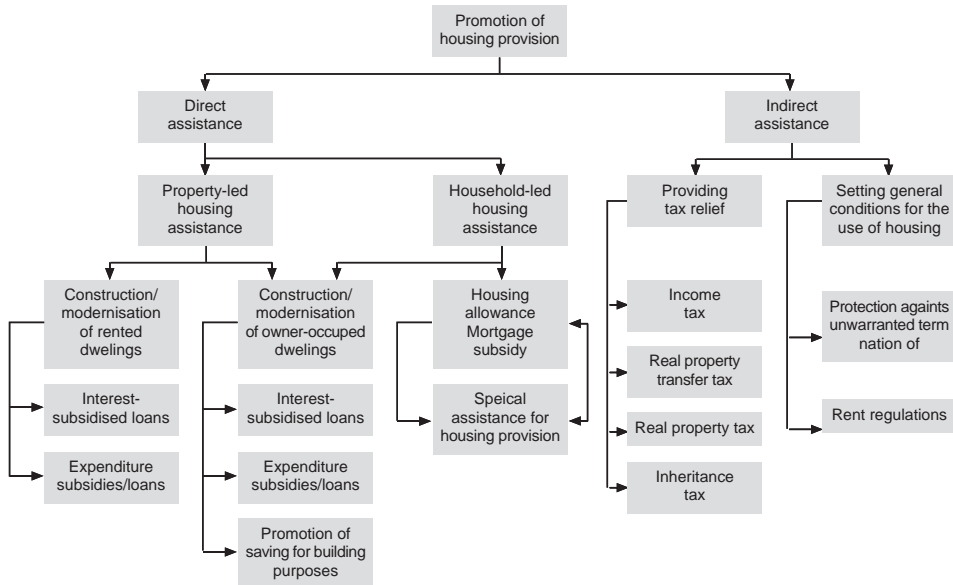 Promotion of
housing provision
Direct
assistance
Indirect
assistance
Property-led
housing
assistance
Household-led
housing
assistance
Providing
tax relief
Setting general
conditions for the
use of housing
Construction/
modernisation
of rented
dwelings
Construction/
modernisation
of owner-occuped
dwelings
Housing
allowance
Mortgage
subsidy
Income
tax
Protection againts
unwarranted term
nation of
Interest-
subsidised loans
Interest-
subsidised loans
Speical
assistance for
housing provision
Real property
transfer tax
Real property tax
Rent regulations
Expenditure
subsidies/loans
Expenditure
subsidies/loans
Inheritance
tax
Promotion of
saving for building
purposes